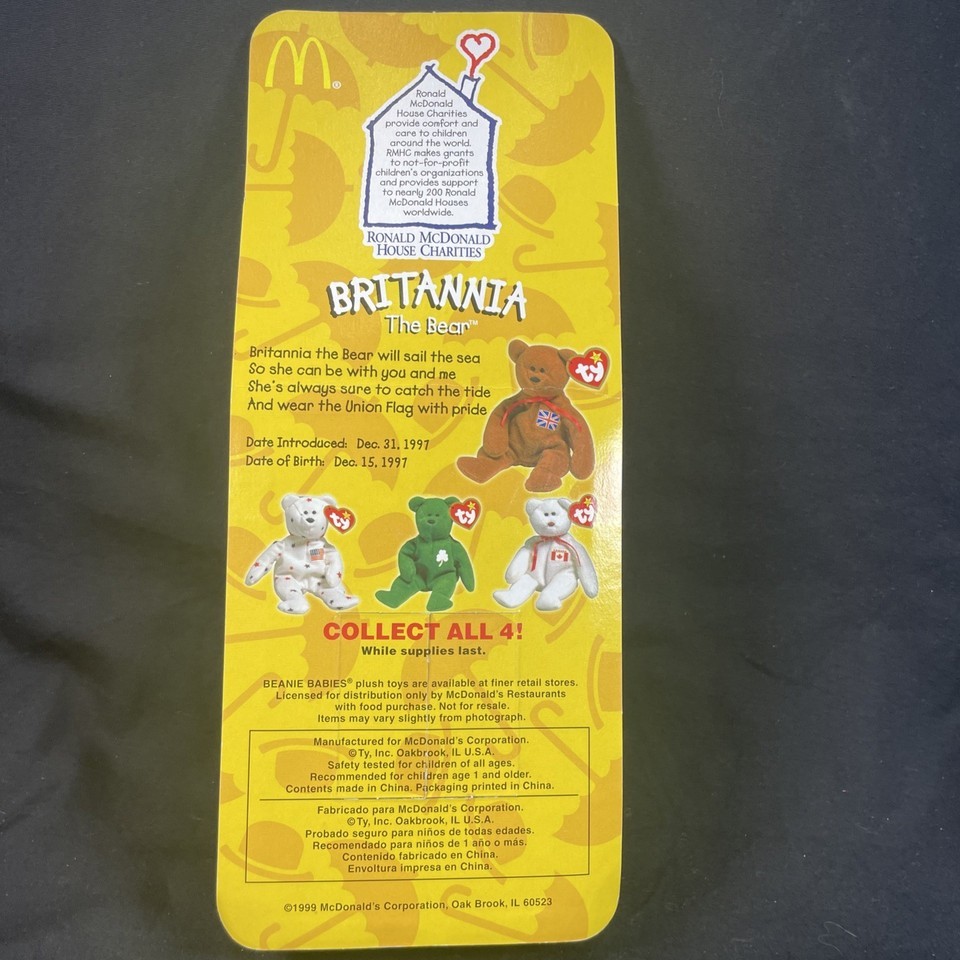 M®
Ronald
McDonald
House Charities
provide comfort and
care to children
around the world.
RMHC makes grants
to not-for-profit
children's organizations
and provides support
to nearly 200 Ronald
McDonald Houses
worldwide.
RONALD MCDONALD
HOUSE CHARITIES
BRITANNIA
The Bear™
Britannia the Bear will sail the sea
So she can be with you and me
She's always sure to catch the tide
And wear the Union Flag with pride
ty
Date Introduced: Dec. 31, 1997
Date of Birth: Dec. 15, 1997
ty
ty
ty
COLLECT ALL 4!
While supplies last.
BEANIE BABIES® plush toys are available at finer retail stores.
Licensed for distribution only by McDonald's Restaurants
with food purchase. Not for resale.
Items may vary slightly from photograph.
Manufactured for McDonald's Corporation.
©Ty, Inc. Oakbrook, IL U.S.A.
Safety tested for children of all ages.
Recommended for children age 1 and older.
Contents made in China. Packaging printed in China.
Fabricado para McDonald's Corporation.
©Ty, Inc. Oakbrook, IL U.S.A.
Probado seguro para niños de todas edades.
Recomendado para niños de 1 año o más.
Contenido fabricado en China.
Envoltura impresa en China.
©1999 McDonald's Corporation, Oak Brook, IL 60523